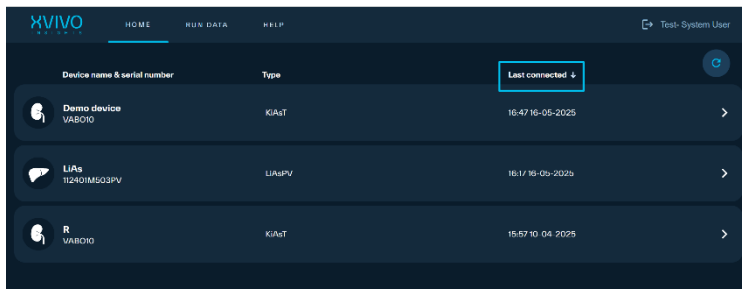 XVIVO
HOME RUN DATA HELP Test- System User
Device name & serial number Type Last connected ↓
Demo device
VAB010 KiAsT 16:47 16-05-2025
LiAs
112401M503PV LiAsPV 16:17 16-05-2025
R
VAB010 KiAsT 15:57 10-04-2025